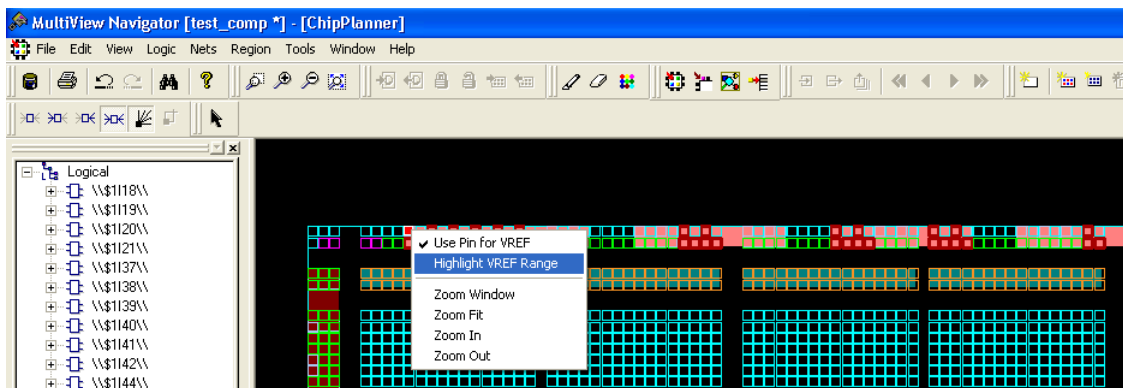 MultiView Navigator [test_comp *] - [ChipPlanner]
File Edit View Logic Nets Region Tools Window Help
Logical
\\$1I18\\
\\$1I19\\
\\$1I20\\
\\$1I21\\
\\$1I37\\
\\$1I38\\
\\$1I39\\
\\$1I40\\
\\$1I41\\
\\$1I42\\
\\$1I44\\
Use Pin for VREF
Highlight VREF Range
Zoom Window
Zoom Fit
Zoom In
Zoom Out